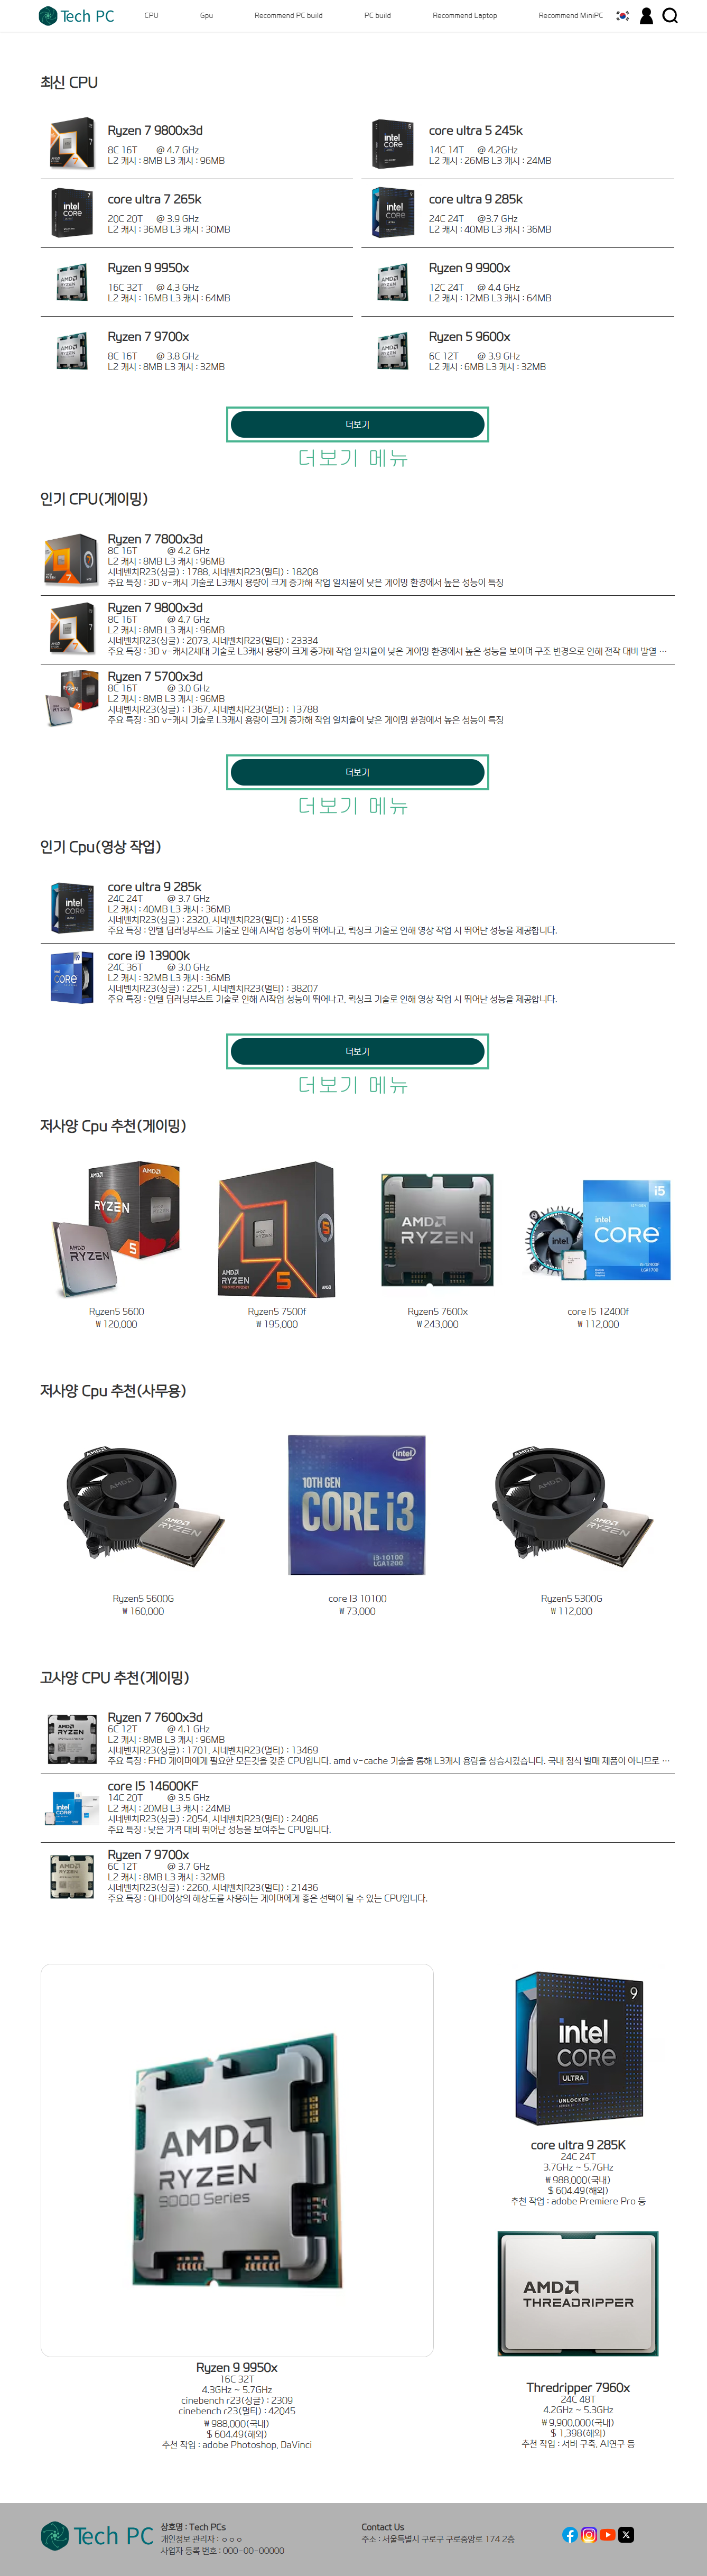 Tech PC
CPU
Gpu
Recommend PC build
PC build
Recommend Laptop
Recommend MiniPC
최신 CPU
Ryzen 7 9800x3d
8C 16T @ 4.7 GHz
L2 캐시 : 8MB L3 캐시 : 96MB
core ultra 5 245k
14C 14T @ 4.2GHz
L2 캐시 : 26MB L3 캐시 : 24MB
core ultra 7 265k
20C 20T @ 3.9 GHz
L2 캐시 : 36MB L3 캐시 : 30MB
core ultra 9 285k
24C 24T @3.7 GHz
L2 캐시 : 40MB L3 캐시 : 36MB
Ryzen 9 9950x
16C 32T @ 4.3 GHz
L2 캐시 : 16MB L3 캐시 : 64MB
Ryzen 9 9900x
12C 24T @ 4.4 GHz
L2 캐시 : 12MB L3 캐시 : 64MB
Ryzen 7 9700x
8C 16T @ 3.8 GHz
L2 캐시 : 8MB L3 캐시 : 32MB
Ryzen 5 9600x
6C 12T @ 3.9 GHz
L2 캐시 : 6MB L3 캐시 : 32MB
더보기
더보기 메뉴
인기 CPU(게이밍)
Ryzen 7 7800x3d
8C 16T @ 4.2 GHz
L2 캐시 : 8MB L3 캐시 : 96MB
시네벤치R23(싱글) : 1788, 시네벤치R23(멀티) : 18208
주요 특징 : 3D v-캐시 기술로 L3캐시 용량이 크게 증가해 작업 일치율이 낮은 게이밍 환경에서 높은 성능이 특징
Ryzen 7 9800x3d
8C 16T @ 4.7 GHz
L2 캐시 : 8MB L3 캐시 : 96MB
시네벤치R23(싱글) : 2073, 시네벤치R23(멀티) : 23334
주요 특징 : 3D v-캐시2세대 기술로 L3캐시 용량이 크게 증가해 작업 일치율이 낮은 게이밍 환경에서 높은 성능을 보이며 구조 변경으로 인해 전작 대비 발열 …
Ryzen 7 5700x3d
8C 16T @ 3.0 GHz
L2 캐시 : 8MB L3 캐시 : 96MB
시네벤치R23(싱글) : 1367, 시네벤치R23(멀티) : 13788
주요 특징 : 3D v-캐시 기술로 L3캐시 용량이 크게 증가해 작업 일치율이 낮은 게이밍 환경에서 높은 성능이 특징
더보기
더보기 메뉴
인기 Cpu(영상 작업)
core ultra 9 285k
24C 24T @ 3.7 GHz
L2 캐시 : 40MB L3 캐시 : 36MB
시네벤치R23(싱글) : 2320, 시네벤치R23(멀티) : 41558
주요 특징 : 인텔 딥러닝부스트 기술로 인해 AI작업 성능이 뛰어나고, 퀵싱크 기술로 인해 영상 작업 시 뛰어난 성능을 제공합니다.
core i9 13900k
24C 36T @ 3.0 GHz
L2 캐시 : 32MB L3 캐시 : 36MB
시네벤치R23(싱글) : 2251, 시네벤치R23(멀티) : 38207
주요 특징 : 인텔 딥러닝부스트 기술로 인해 AI작업 성능이 뛰어나고, 퀵싱크 기술로 인해 영상 작업 시 뛰어난 성능을 제공합니다.
더보기
더보기 메뉴
저사양 Cpu 추천(게이밍)
AMD RYZEN 5
AMD RYZEN
AMD RYZEN 5
AMD RYZEN
intel CORE i5
Ryzen5 5600
₩ 120,000
Ryzen5 7500f
₩ 195,000
Ryzen5 7600x
₩ 243,000
core I5 12400f
₩ 112,000
저사양 Cpu 추천(사무용)
AMD RYZEN
intel
10TH GEN
CORE i3
I3-10100
LGA1200
AMD RYZEN
Ryzen5 5600G
₩ 160,000
core I3 10100
₩ 73,000
Ryzen5 5300G
₩ 112,000
고사양 CPU 추천(게이밍)
Ryzen 7 7600x3d
6C 12T @ 4.1 GHz
L2 캐시 : 8MB L3 캐시 : 96MB
시네벤치R23(싱글) : 1701, 시네벤치R23(멀티) : 13469
주요 특징 : FHD 게이머에게 필요한 모든것을 갖춘 CPU입니다. amd v-cache 기술을 통해 L3캐시 용량을 상승시켰습니다. 국내 정식 발매 제품이 아니므로 …
core I5 14600KF
14C 20T @ 3.5 GHz
L2 캐시 : 20MB L3 캐시 : 24MB
시네벤치R23(싱글) : 2054, 시네벤치R23(멀티) : 24086
주요 특징 : 낮은 가격 대비 뛰어난 성능을 보여주는 CPU입니다.
Ryzen 7 9700x
6C 12T @ 3.7 GHz
L2 캐시 : 8MB L3 캐시 : 32MB
시네벤치R23(싱글) : 2260, 시네벤치R23(멀티) : 21436
주요 특징 : QHD이상의 해상도를 사용하는 게이머에게 좋은 선택이 될 수 있는 CPU입니다.
AMD
RYZEN
9000 Series
Ryzen 9 9950x
16C 32T
4.3GHz ~ 5.7GHz
cinebench r23(싱글) : 2309
cinebench r23(멀티) : 42045
₩ 988,000(국내)
$ 604.49(해외)
추천 작업 : adobe Photoshop, DaVinci
9
intel
CORE
ULTRA
UNLOCKED
core ultra 9 285K
24C 24T
3.7GHz ~ 5.7GHz
₩ 988,000(국내)
$ 604.49(해외)
추천 작업 : adobe Premiere Pro 등
AMD
THREADRIPPER
Thredripper 7960x
24C 48T
4.2GHz ~ 5.3GHz
₩ 9,900,000(국내)
$ 1,398(해외)
추천 작업 : 서버 구축, AI연구 등
Tech PC
상호명 : Tech PCs
개인정보 관리자 : ㅇㅇㅇ
사업자 등록 번호 : 000-00-00000
Contact Us
주소 : 서울특별시 구로구 구로중앙로 174 2층